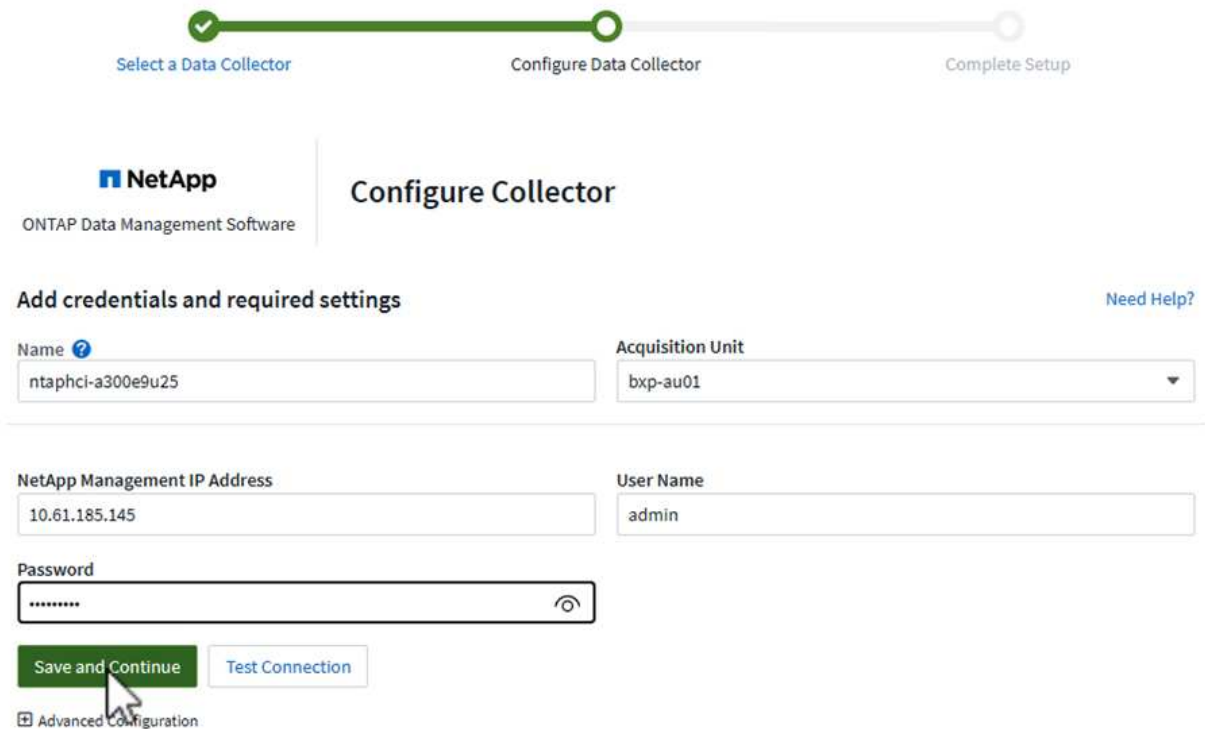 Select a Data Collector
Configure Data Collector
Complete Setup
NetApp
ONTAP Data Management Software
Configure Collector
Add credentials and required settings
Need Help?
Name ?
Acquisition Unit
ntaphci-a300e9u25
bxp-au01
NetApp Management IP Address
User Name
10.61.185.145
admin
Password
•••••••••
Save and Continue
Test Connection
Advanced Configuration